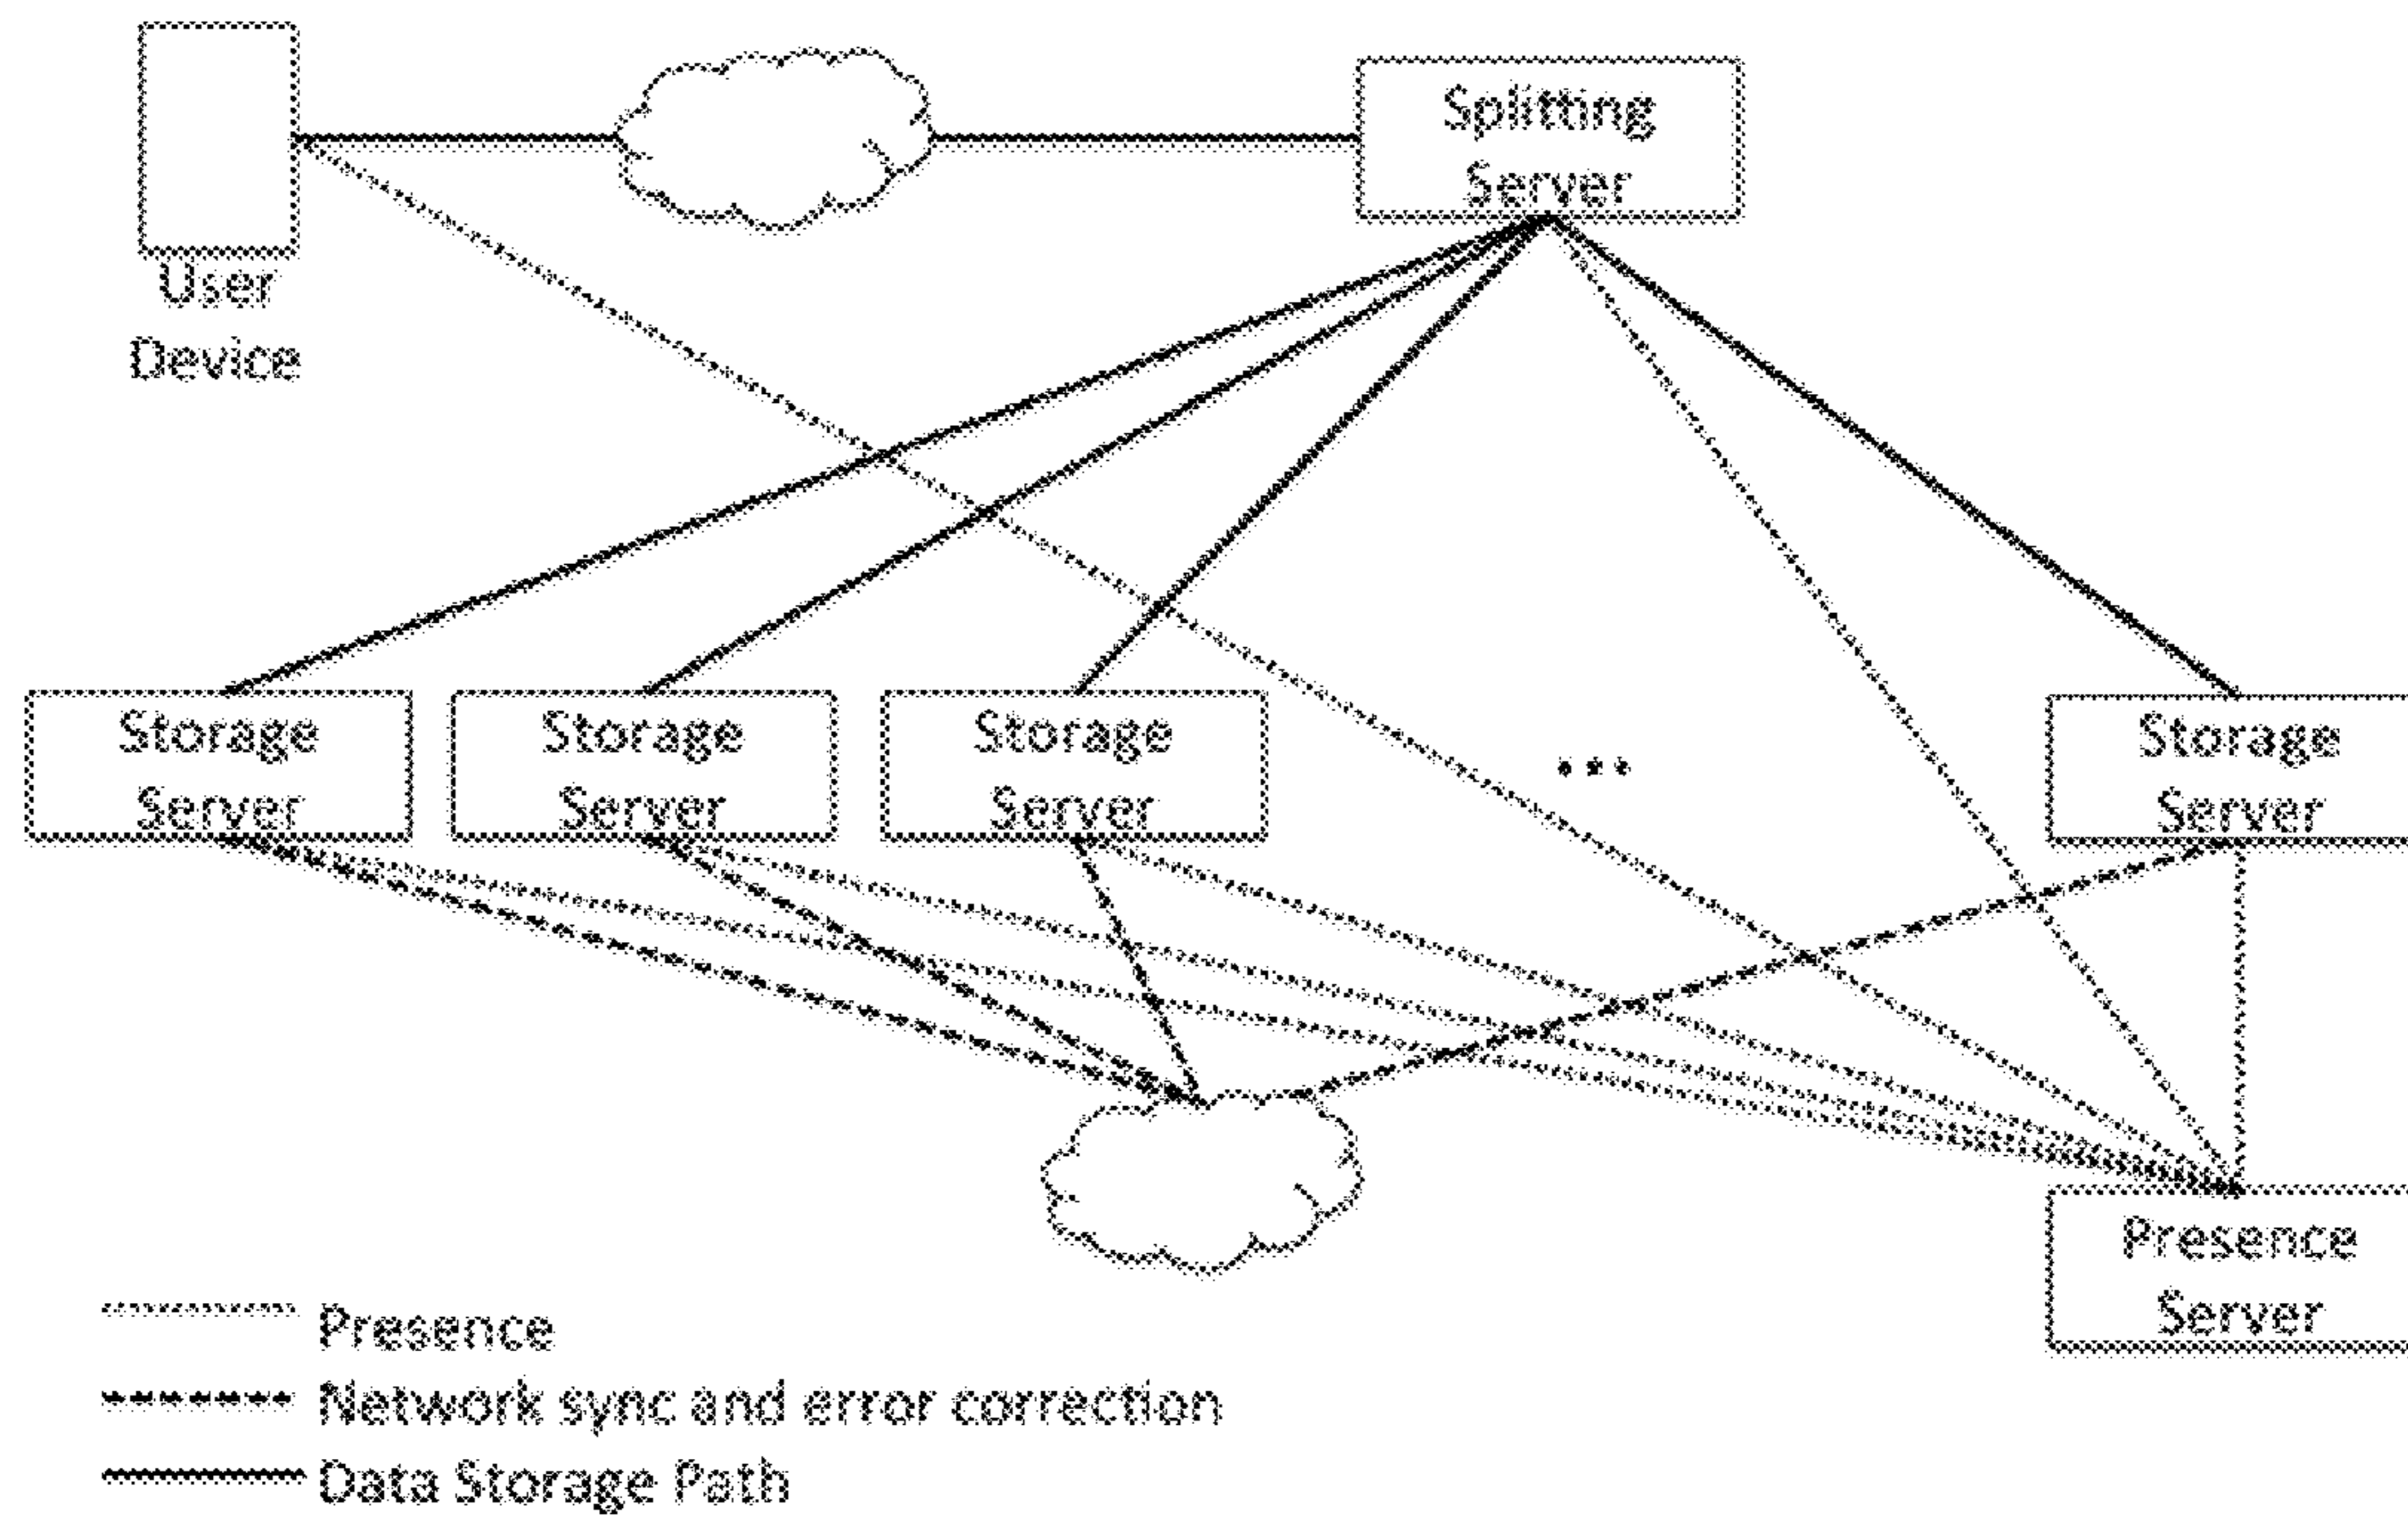 Splitting
Server
User
Device
Storage
Server
Storage
Server
Storage
Server
...
Storage
Server
Presence
Server
Presence
Network sync and error correction
Data Storage Path